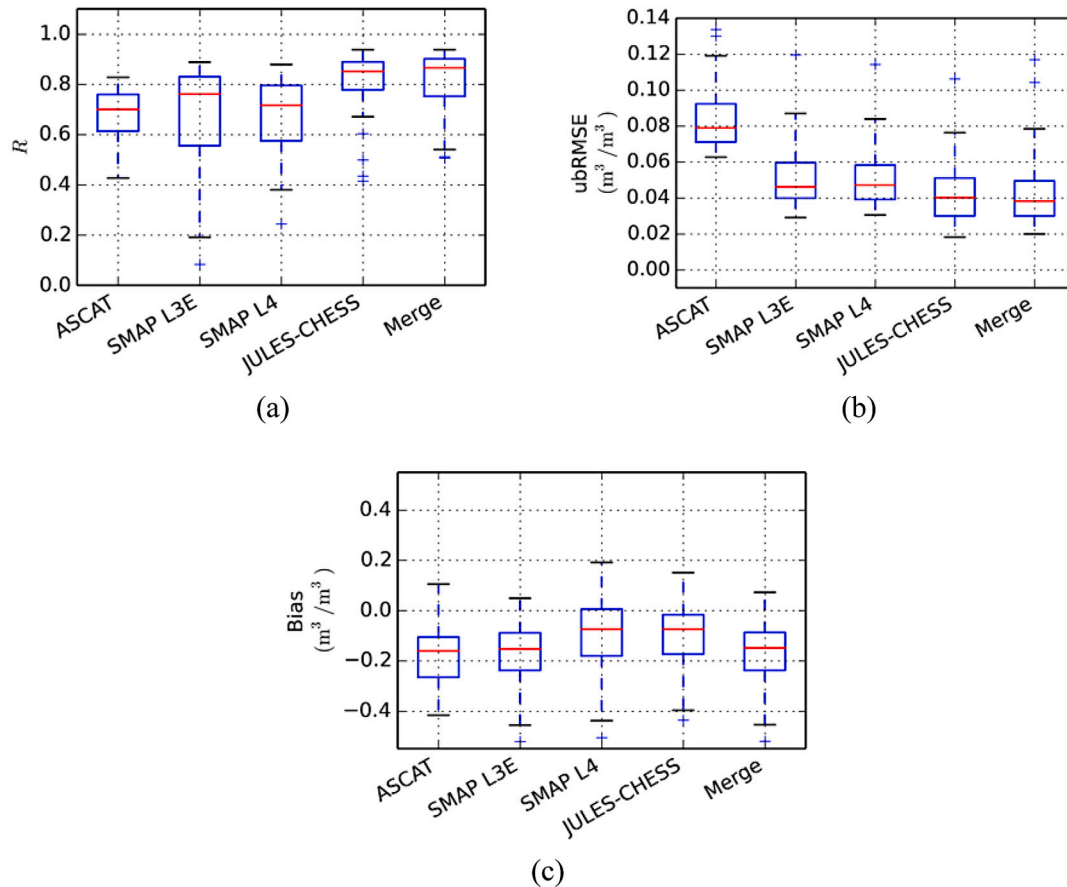 1.0
0.8
0.6
0.4
0.2
0.0
R
ASCAT
SMAP L3E
SMAP L4
JULES-CHESS
Merge
(a)
0.14
0.12
0.10
0.08
0.06
0.04
0.02
0.00
ubRMSE
(m³/m³)
ASCAT
SMAP L3E
SMAP L4
JULES-CHESS
Merge
(b)
0.4
0.2
0.0
−0.2
−0.4
Bias
(m³/m³)
ASCAT
SMAP L3E
SMAP L4
JULES-CHESS
Merge
(c)